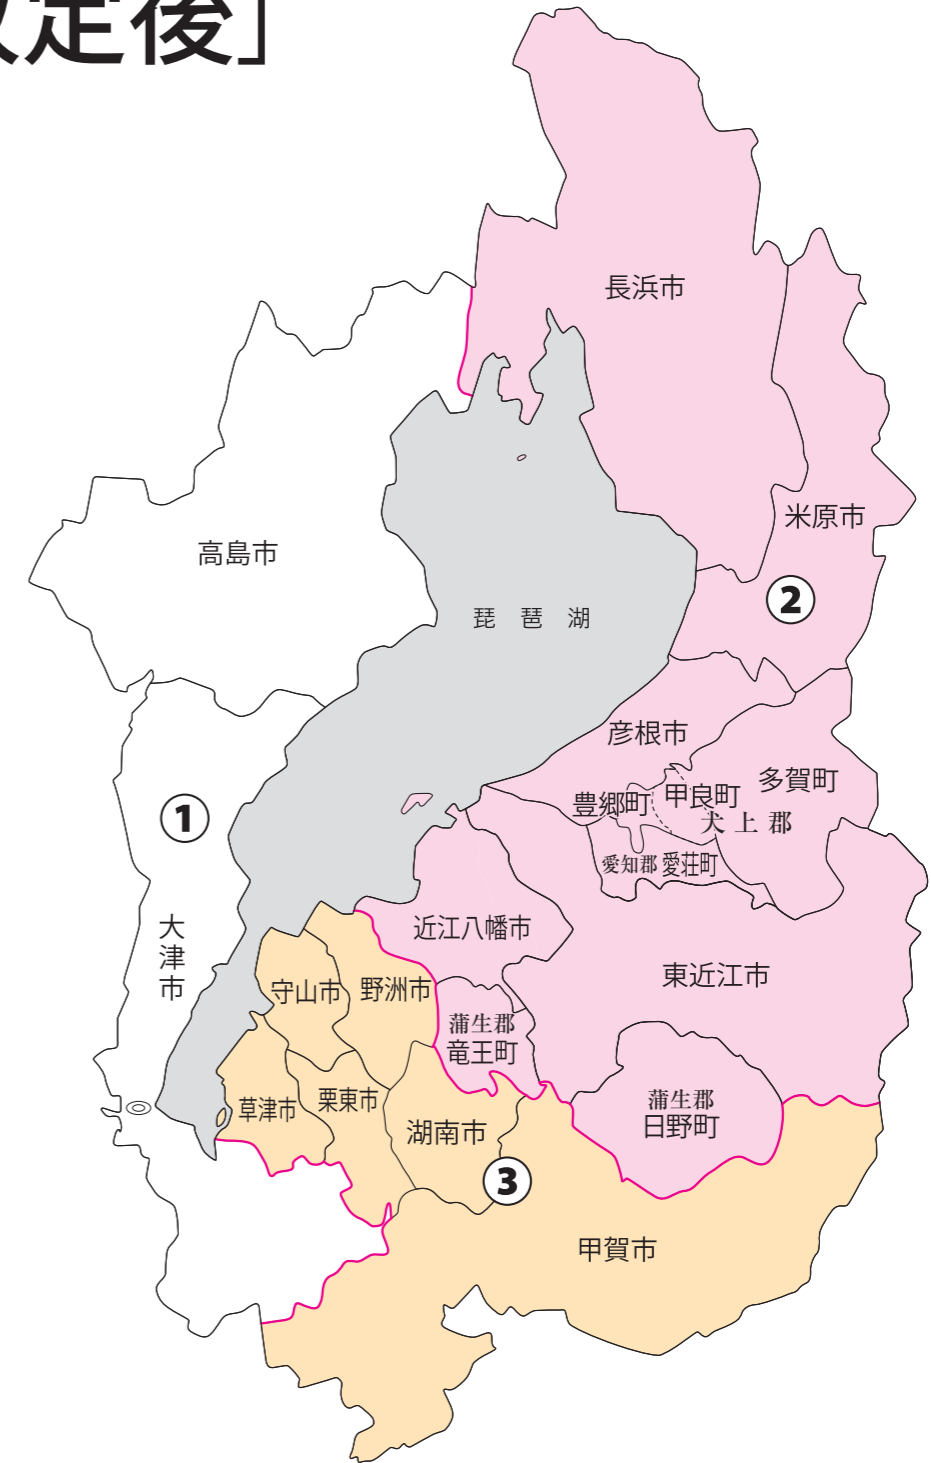 定後］
長浜市
米原市
高島市
②
琵琶湖
彦根市
多賀町
豊郷町
甲良町
犬上郡
①
愛知郡 愛荘町
大津市
近江八幡市
東近江市
守山市
野洲市
蒲生郡
竜王町
草津市
栗東市
蒲生郡
日野町
湖南市
③
甲賀市